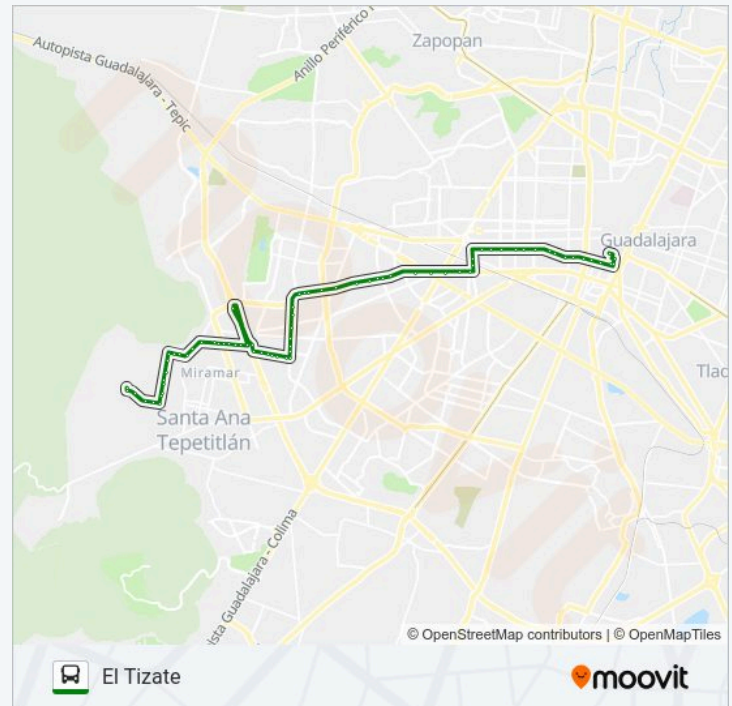 Zapopan
Anillo Periférico
Autopista Guadalajara - Tepic
Guadalajara
Miramar
Tlac
Santa Ana
Tepetitlán
pista Guadalajara - Colima
© OpenStreetMap contributors | © OpenMapTiles
El Tizate
moovit